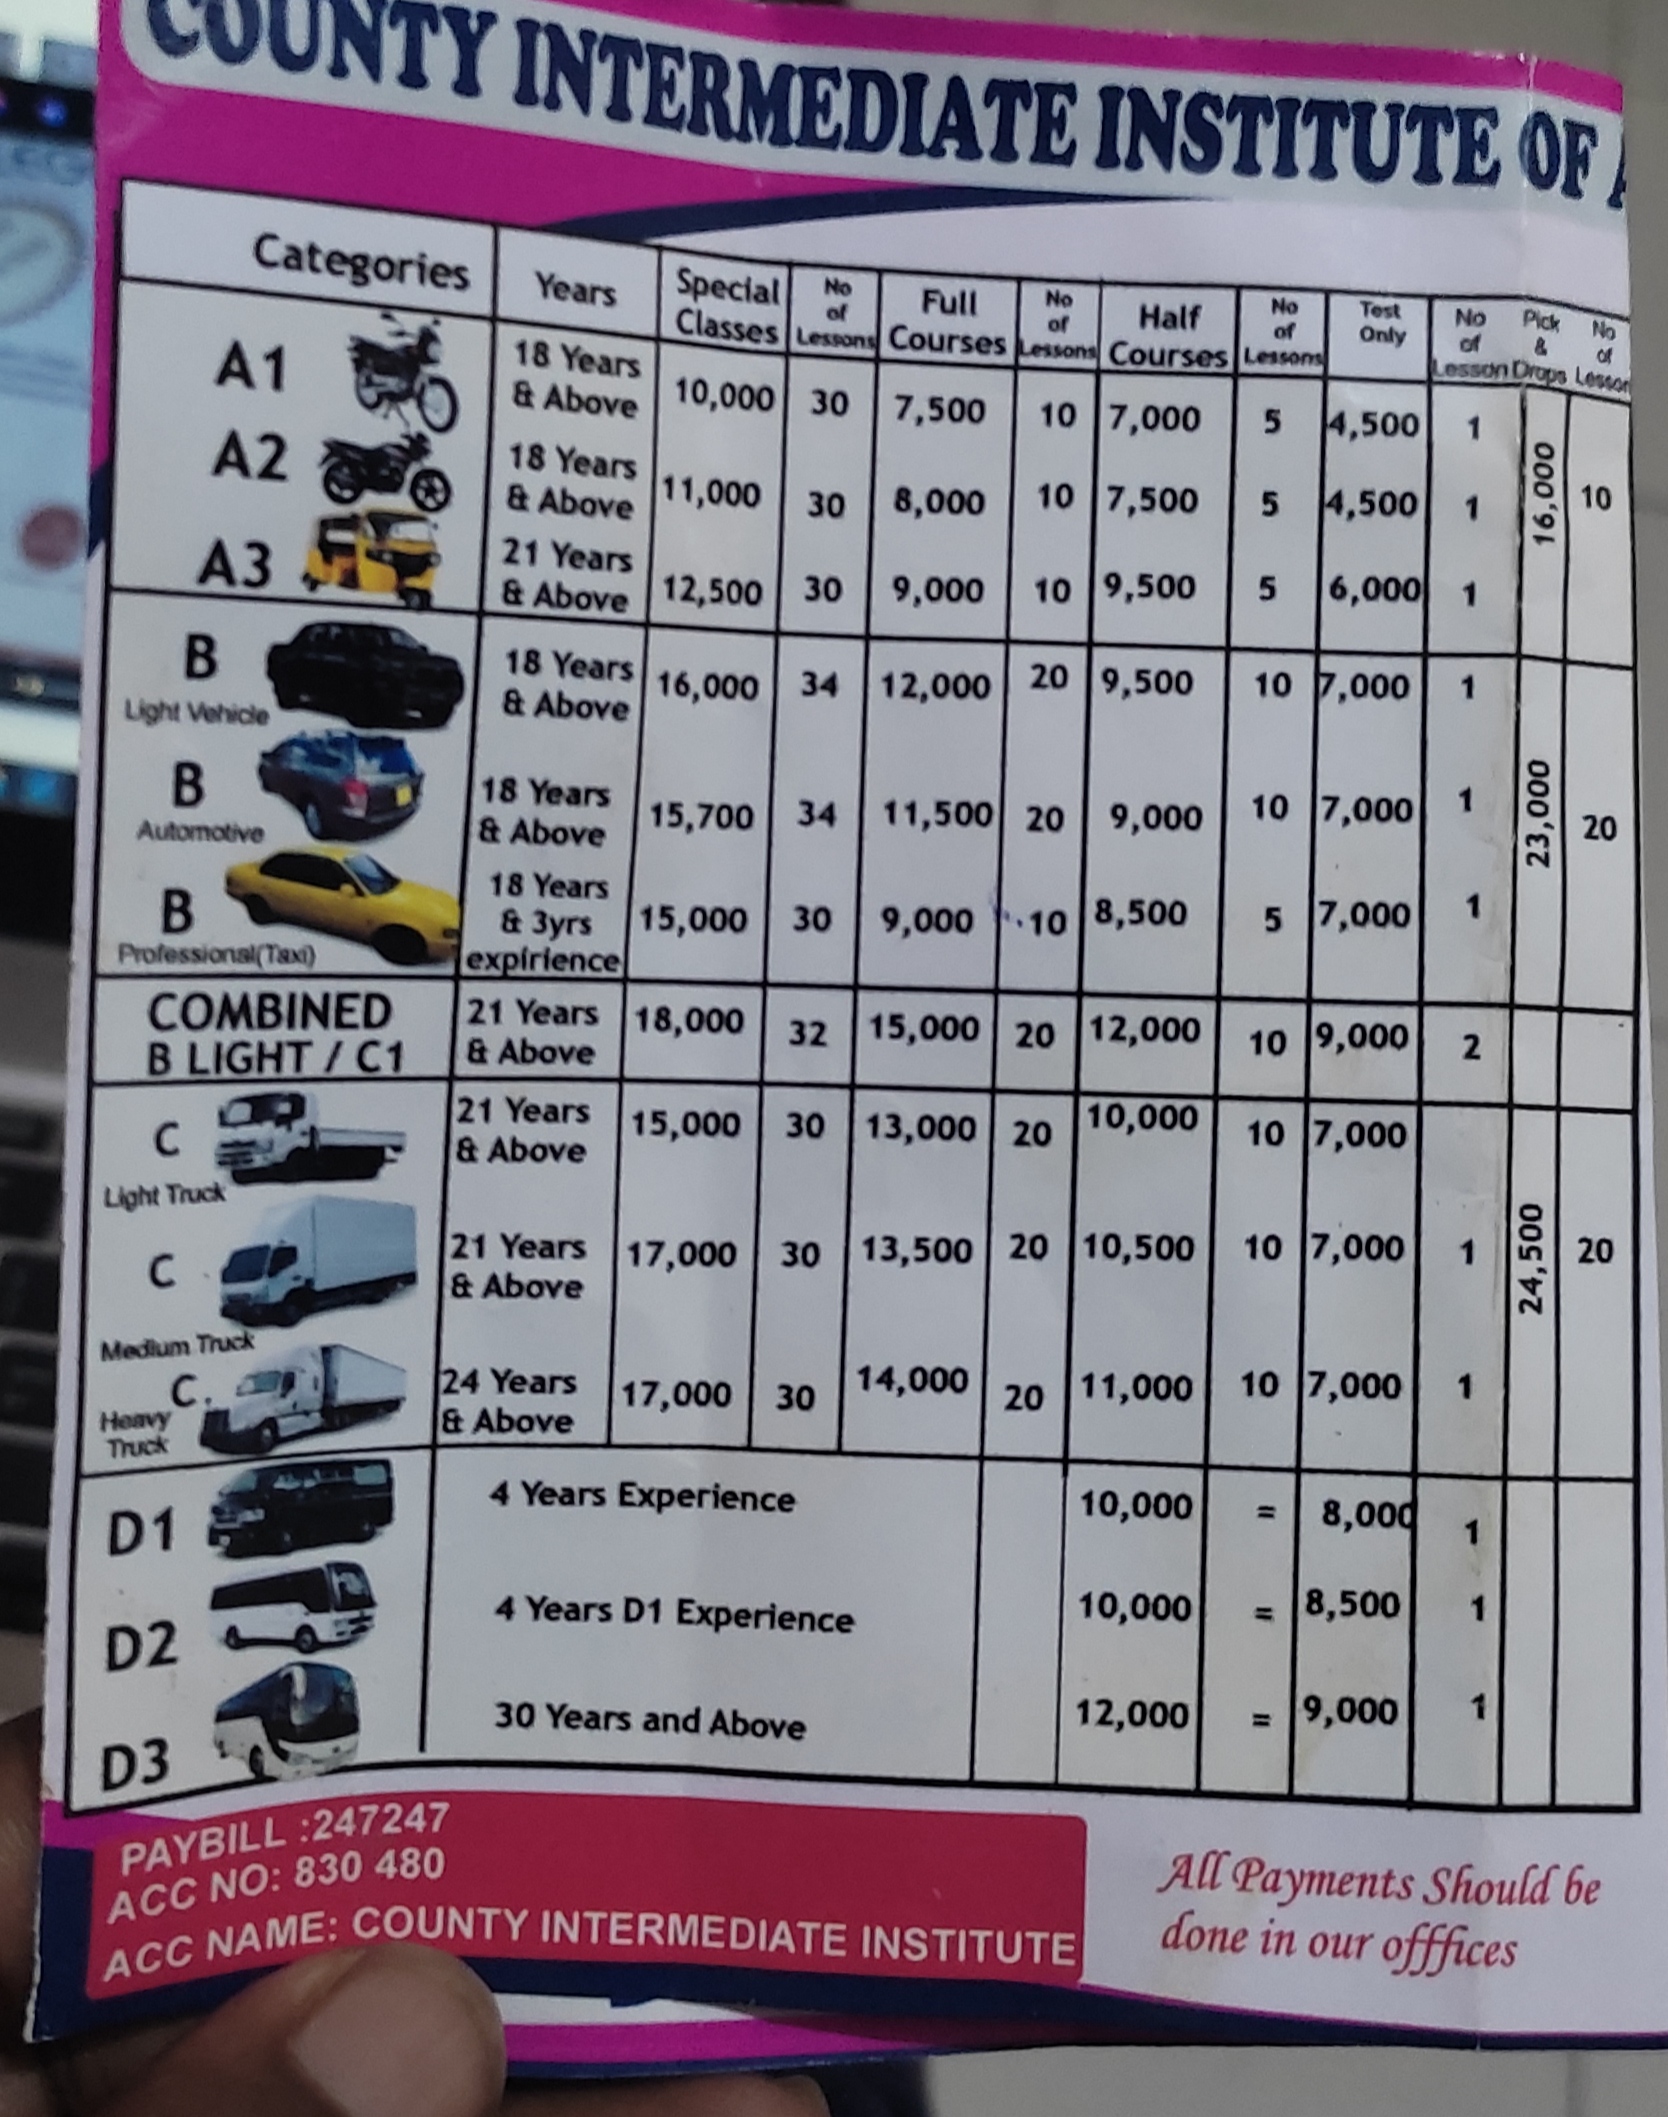 COUNTY INTERMEDIATE INSTITUTE OF
Categories Years Special Classes No of Lessons Full Courses No of Lessons Half Courses No of Lessons Test Only No of Lesson Pick & Drops No of Lesson
A1 18 Years & Above 10,000 30 7,500 10 7,000 5 4,500 1
A2 18 Years & Above 11,000 30 8,000 10 7,500 5 4,500 1 16,000 10
A3 21 Years & Above 12,500 30 9,000 10 9,500 5 6,000 1
B Light Vehicle 18 Years & Above 16,000 34 12,000 20 9,500 10 7,000 1
B Automotive 18 Years & Above 15,700 34 11,500 20 9,000 10 7,000 1 23,000 20
B Professional(Taxi) 18 Years & 3yrs expirience 15,000 30 9,000 10 8,500 5 7,000 1
COMBINED B LIGHT / C1 21 Years & Above 18,000 32 15,000 20 12,000 10 9,000 2
C Light Truck 21 Years & Above 15,000 30 13,000 20 10,000 10 7,000
C Medium Truck 21 Years & Above 17,000 30 13,500 20 10,500 10 7,000 1 24,500 20
C. Heavy Truck 24 Years & Above 17,000 30 14,000 20 11,000 10 7,000 1
D1 4 Years Experience 10,000 = 8,000 1
D2 4 Years D1 Experience 10,000 = 8,500 1
D3 30 Years and Above 12,000 = 9,000 1
PAYBILL :247247
ACC NO: 830 480
ACC NAME: COUNTY INTERMEDIATE INSTITUTE
All Payments Should be
done in our offfices